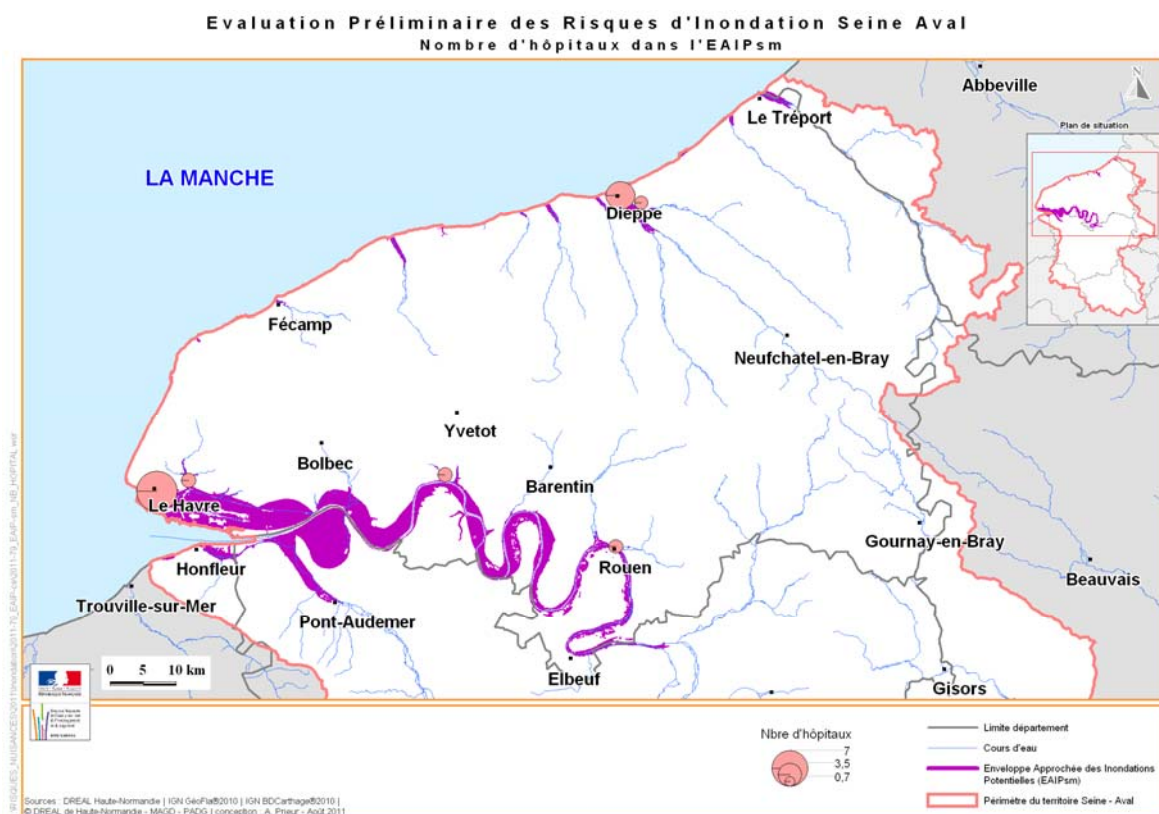 Evaluation Préliminaire des Risques d'Inondation Seine Aval
Nombre d'hôpitaux dans l'EAIPsm
Abbeville
N
Le Tréport
Plan de situation
LA MANCHE
Dieppe
Fécamp
Neufchatel-en-Bray
Yvetot
Bolbec
Barentin
Le Havre
Gournay-en-Bray
Rouen
Honfleur
Beauvais
Trouville-sur-Mer
Pont-Audemer
0 5 10 km
Elbeuf
Gisors
Nbre d'hôpitaux
7
3,5
0,7
Limite département
Cours d'eau
Enveloppe Approchée des Inondations
Potentielles (EAIPsm)
Périmètre du territoire Seine - Aval
Sources : DREAL Haute-Normandie | IGN GéoFla®2010 | IGN BDCarthage®2010 |
© DREAL de Haute-Normandie - MAGD - PADG | conception : A. Prieur - Août 2011